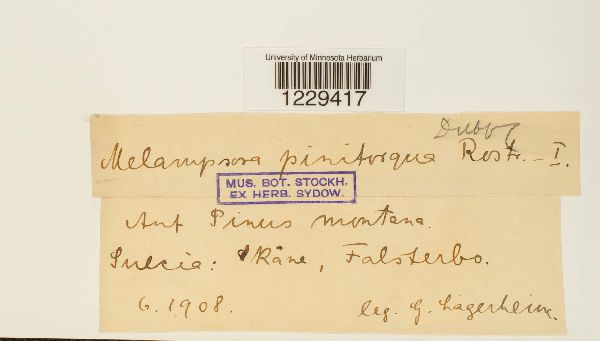 University of Minnesota Herbarium
1229417
Melampsora pinitorqua Rostr. - I.
MUS. BOT. STOCKH.
EX HERB. SYDOW.
Auf Pinus montana.
Suecia: Skåne, Falsterbo.
6. 1908.
leg. G. Lagerheim.